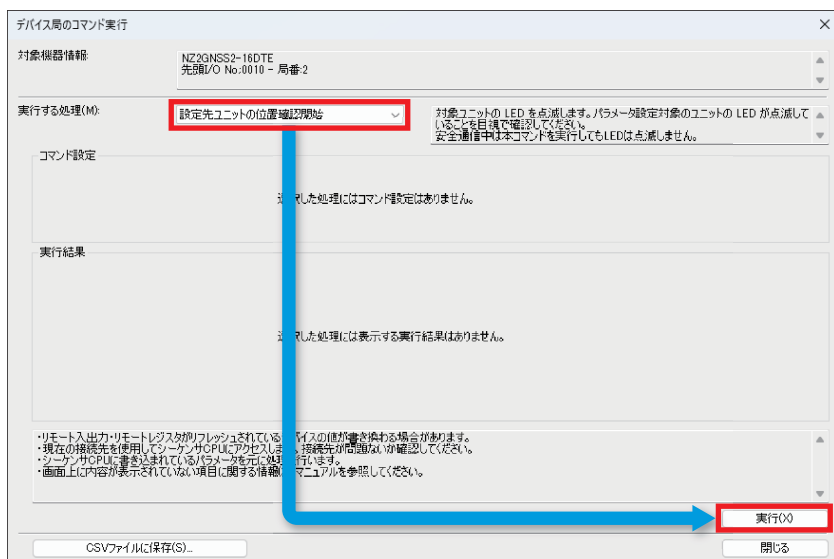 デバイス局のコマンド実行
対象機器情報:
NZ2GNSS2-16DTE
先頭I/O No:0010 - 局番:2
実行する処理(M):
設定先ユニットの位置確認開始
対象ユニットの LED を点滅します。パラメータ設定対象のユニットの LED が点滅して
いることを目視で確認してください。
安全通信中は本コマンドを実行してもLEDは点滅しません。
コマンド設定
した処理にはコマンド設定はありません。
実行結果
した処理には表示する実行結果はありません。
・リモート入出力・リモートレジスタがリフレッシュされている バイスの値が書き換わる場合があります。
・現在の接続先を使用してシーケンサCPUにアクセスしま 接続先が問題ないか確認してください。
・シーケンサCPUに書き込まれているパラメータを元に処 行います。
・画面上に内容が表示されていない項目に関する情報 マニュアルを参照してください。
実行(X)
CSVファイルに保存(S)...
閉じる